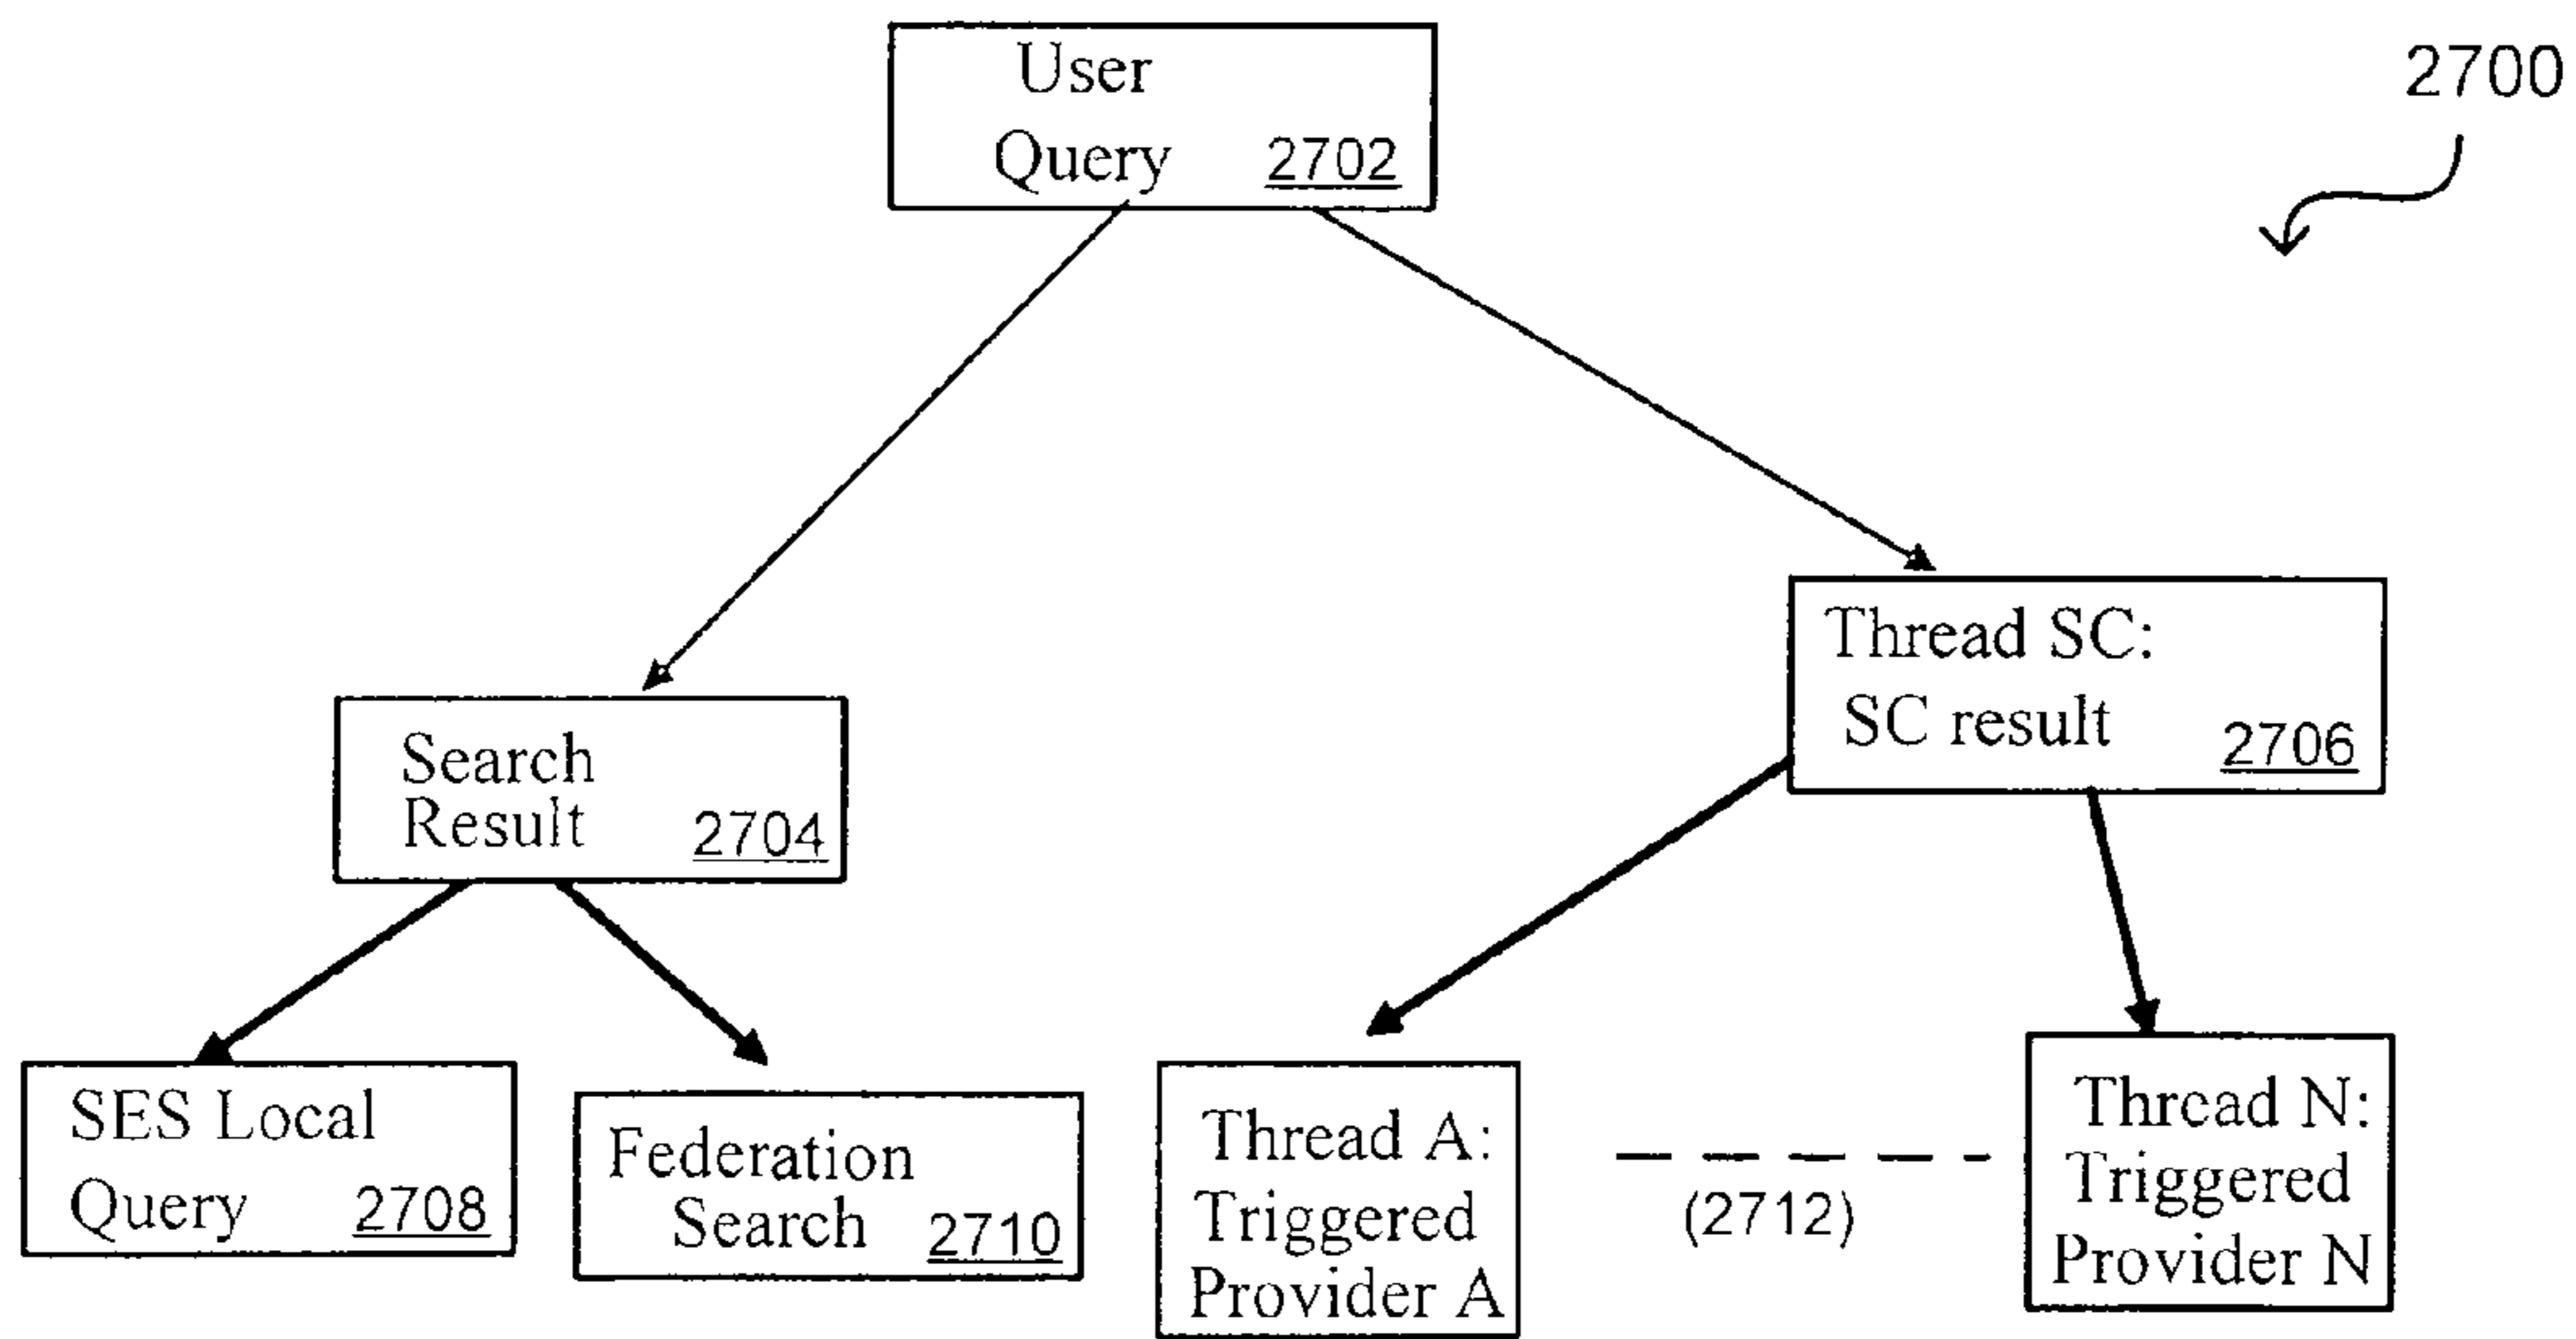 User
Query 2702
2700
Thread SC:
SC result 2706
Search
Result 2704
SES Local
Query 2708
Federation
Search 2710
Thread A:
Triggered
Provider A
(2712)
Thread N:
Triggered
Provider N